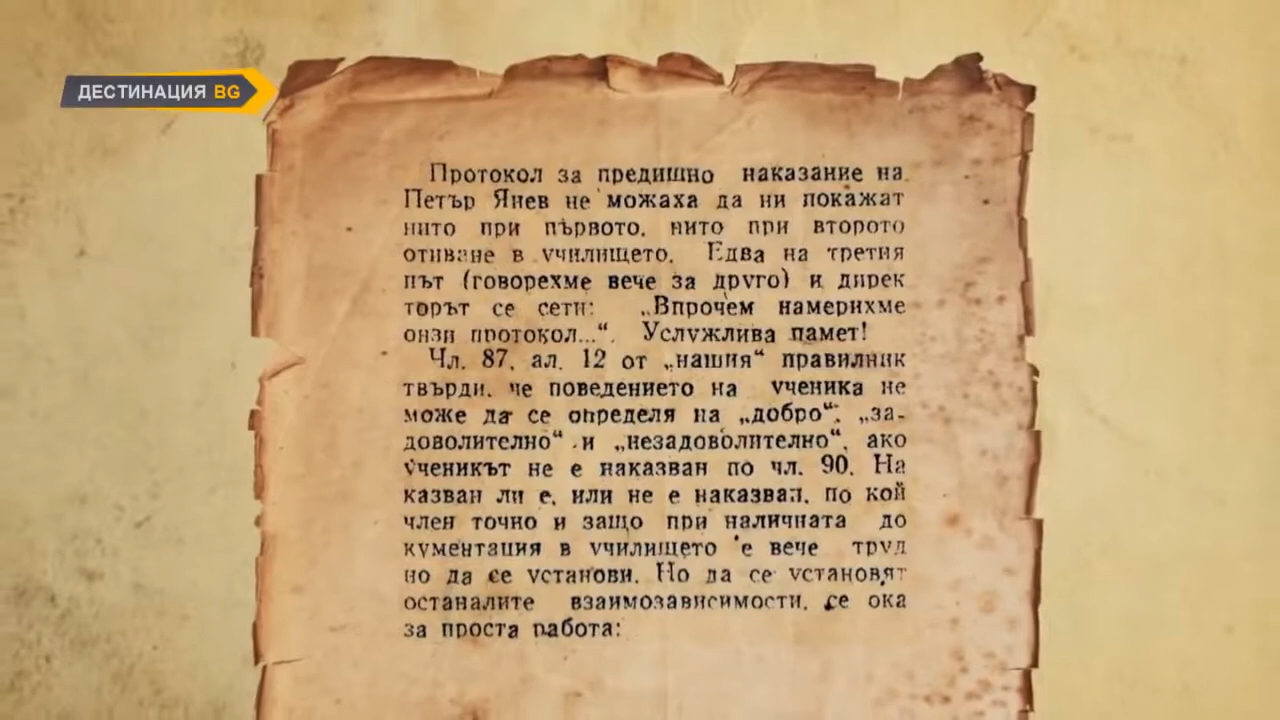 ДЕСТИНАЦИЯ BG
Протокол за предишно наказание на
Петър Янев не можаха да ни покажат
нито при първото, нито при второто
отиване в училището. Едва на третия
път (говорехме вече за друго) и дирек
торът се сети: „Впрочем намерихме
онзи протокол...“. Услужлива памет!
Чл. 87, ал. 12 от „нашия“ правилник
твърди, че поведението на ученика не
може да се определя на „добро“, „за-
доволително“ и „незадоволително“, ако
ученикът не е наказван по чл. 90. На
казван ли е, или не е наказван, по кой
член точно и защо при наличната до
кументация в училището е вече труд
но да се установи. Но да се установят
останалите взаимозависимости, се ока
за проста работа: